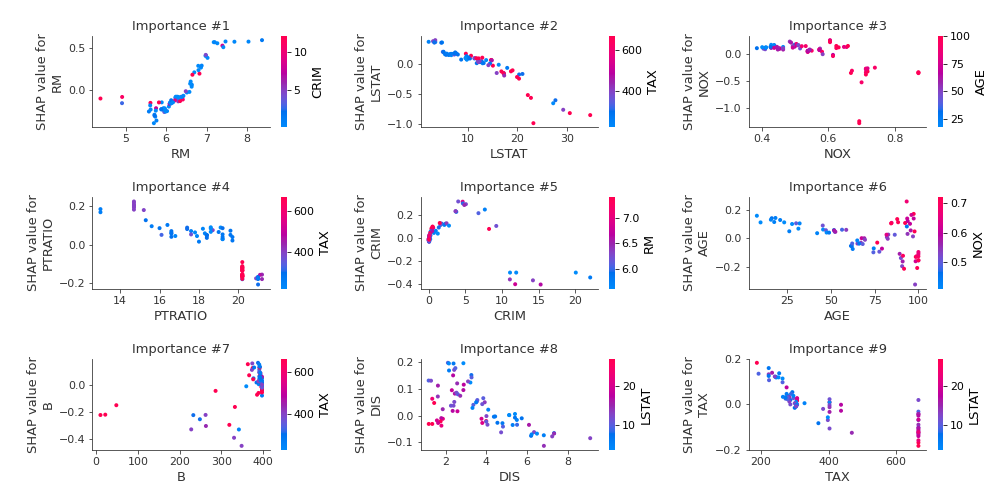 Importance #1
SHAP value for
RM
0.5
0.0
4
5
6
7
8
RM
10
5
CRIM
Importance #2
SHAP value for
LSTAT
0.0
−0.5
−1.0
10
20
30
LSTAT
600
400
TAX
Importance #3
SHAP value for
NOX
0.0
−0.5
−1.0
0.4
0.6
0.8
NOX
100
75
50
25
AGE
Importance #4
SHAP value for
PTRATIO
0.2
0.0
−0.2
14
16
18
20
PTRATIO
600
400
TAX
Importance #5
SHAP value for
CRIM
0.2
0.0
−0.2
−0.4
0
5
10
15
20
CRIM
7.0
6.5
6.0
RM
Importance #6
SHAP value for
AGE
0.2
0.0
−0.2
25
50
75
100
AGE
0.7
0.6
0.5
NOX
Importance #7
SHAP value for
B
0.0
−0.2
−0.4
0
100
200
300
400
B
600
400
TAX
Importance #8
SHAP value for
DIS
0.2
0.1
0.0
−0.1
2
4
6
8
DIS
20
10
LSTAT
Importance #9
SHAP value for
TAX
0.2
0.0
−0.2
200
400
600
TAX
20
10
LSTAT